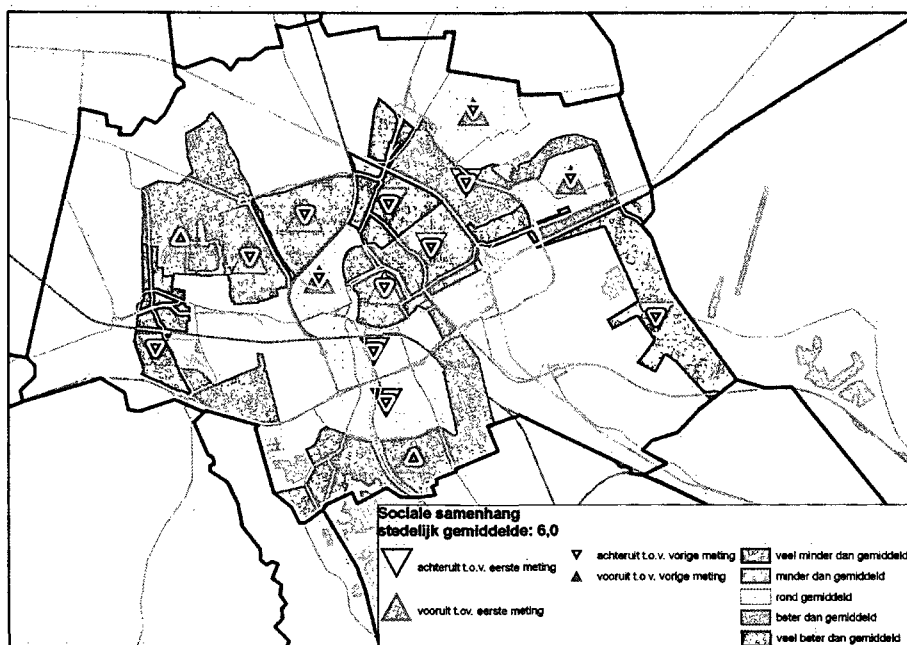 Sociale samenhang
stedelijk gemiddelde: 6,0
achteruit t.o.v. eerste meting
vooruit t.ov. eerste meting
achteruit t.o.v. vorige meting
vooruit t.o.v. vorige meting
veel minder dan gemiddeld
minder dan gemiddeld
rond gemiddeld
beter dan gemiddeld
veel beter dan gemiddeld